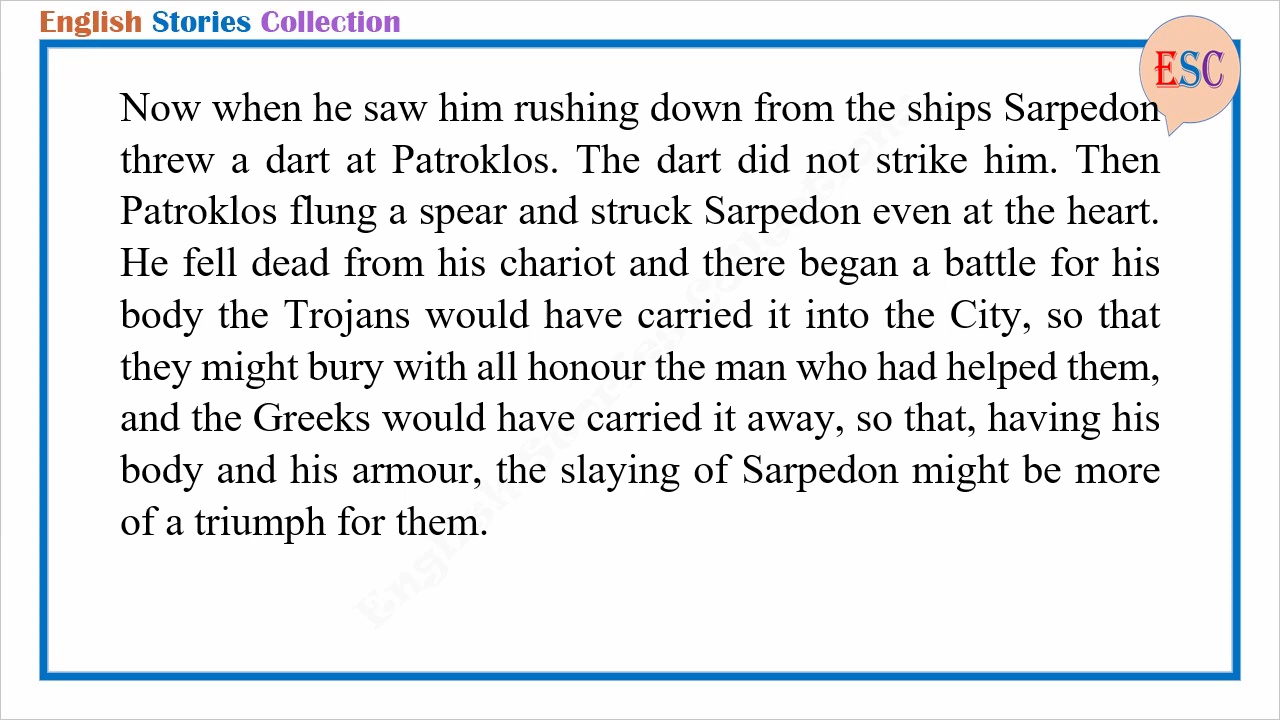 English Stories Collection
ESC
Now when he saw him rushing down from the ships Sarpedon
threw a dart at Patroklos. The dart did not strike him. Then
Patroklos flung a spear and struck Sarpedon even at the heart.
He fell dead from his chariot and there began a battle for his
body the Trojans would have carried it into the City, so that
they might bury with all honour the man who had helped them,
and the Greeks would have carried it away, so that, having his
body and his armour, the slaying of Sarpedon might be more
of a triumph for them.
English Stories Collections